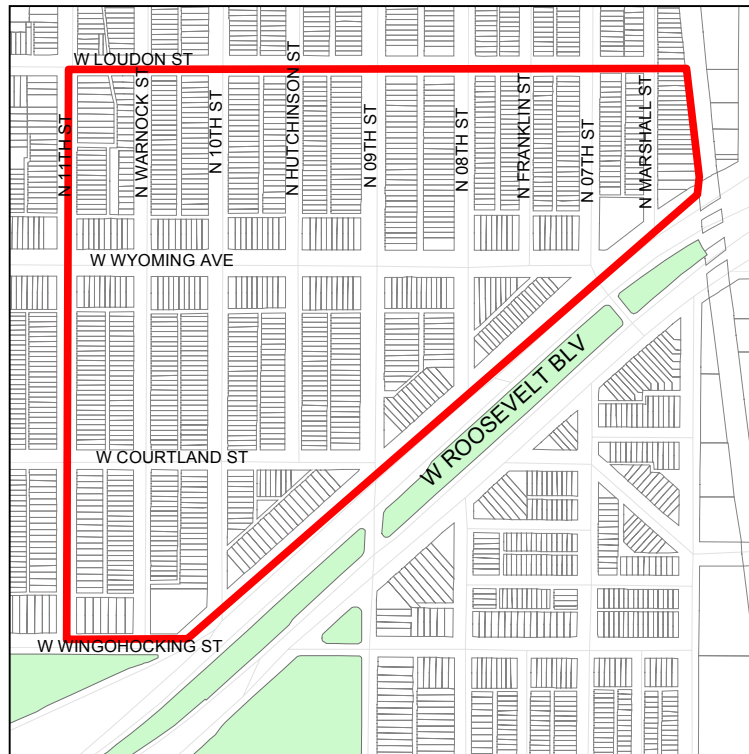 W LOUDON ST
N 11TH ST
N WARNOCK ST
N 10TH ST
N HUTCHINSON ST
N 09TH ST
N 08TH ST
N FRANKLIN ST
N 07TH ST
N MARSHALL ST
W WYOMING AVE
W ROOSEVELT BLV
W COURTLAND ST
W WINGOHOCKING ST